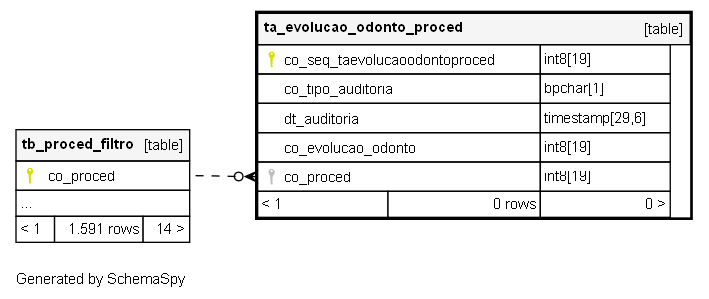 ta_evolucao_odonto_proced [table]
co_seq_taevolucaoodontoproced int8[19]
co_tipo_auditoria bpchar[1]
dt_auditoria timestamp[29,6]
co_evolucao_odonto int8[19]
co_proced int8[19]
< 1 0 rows 0 >
tb_proced_filtro [table]
co_proced
...
< 1 1.591 rows 14 >
Generated by SchemaSpy